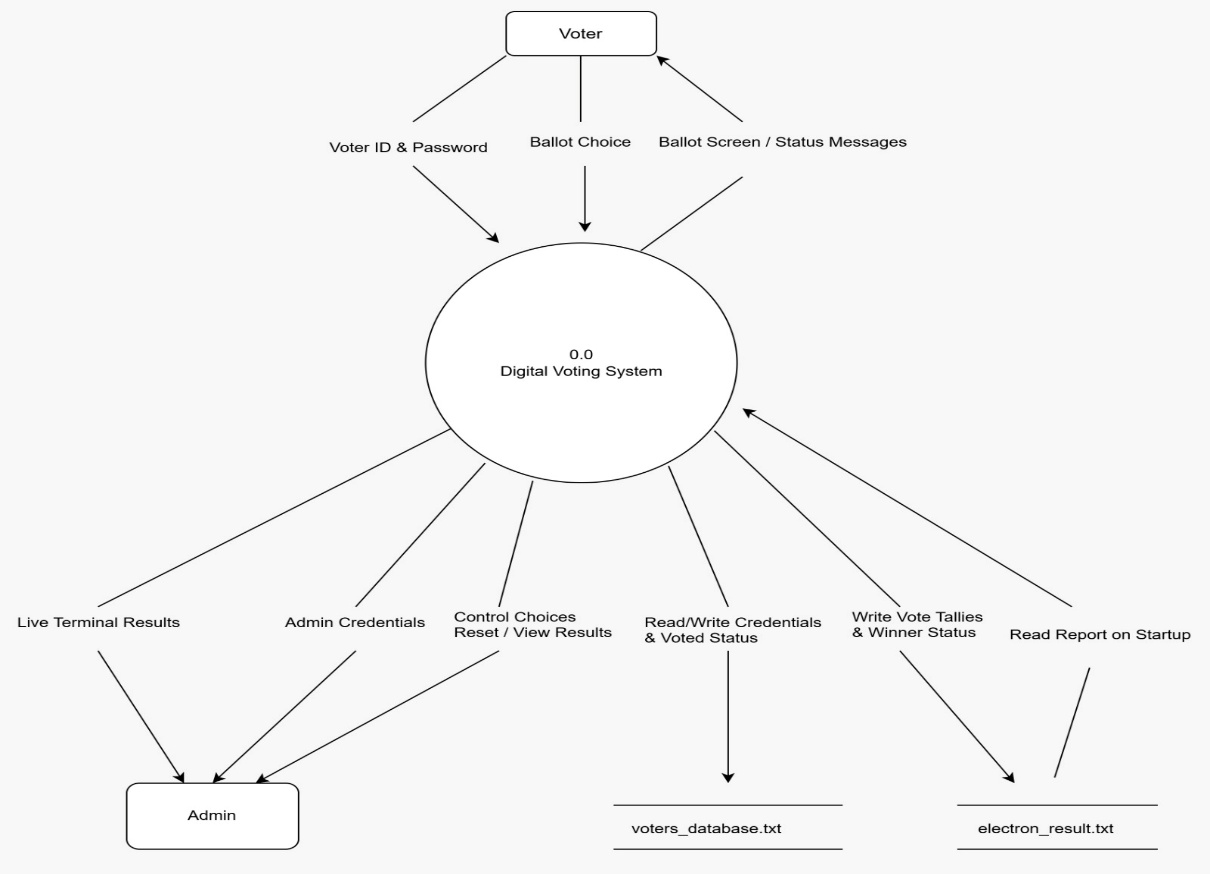 Voter
Voter ID & Password
Ballot Choice
Ballot Screen / Status Messages
0.0
Digital Voting System
Live Terminal Results
Admin Credentials
Control Choices
Reset / View Results
Read/Write Credentials
& Voted Status
Write Vote Tallies
& Winner Status
Read Report on Startup
Admin
voters_database.txt
electron_result.txt